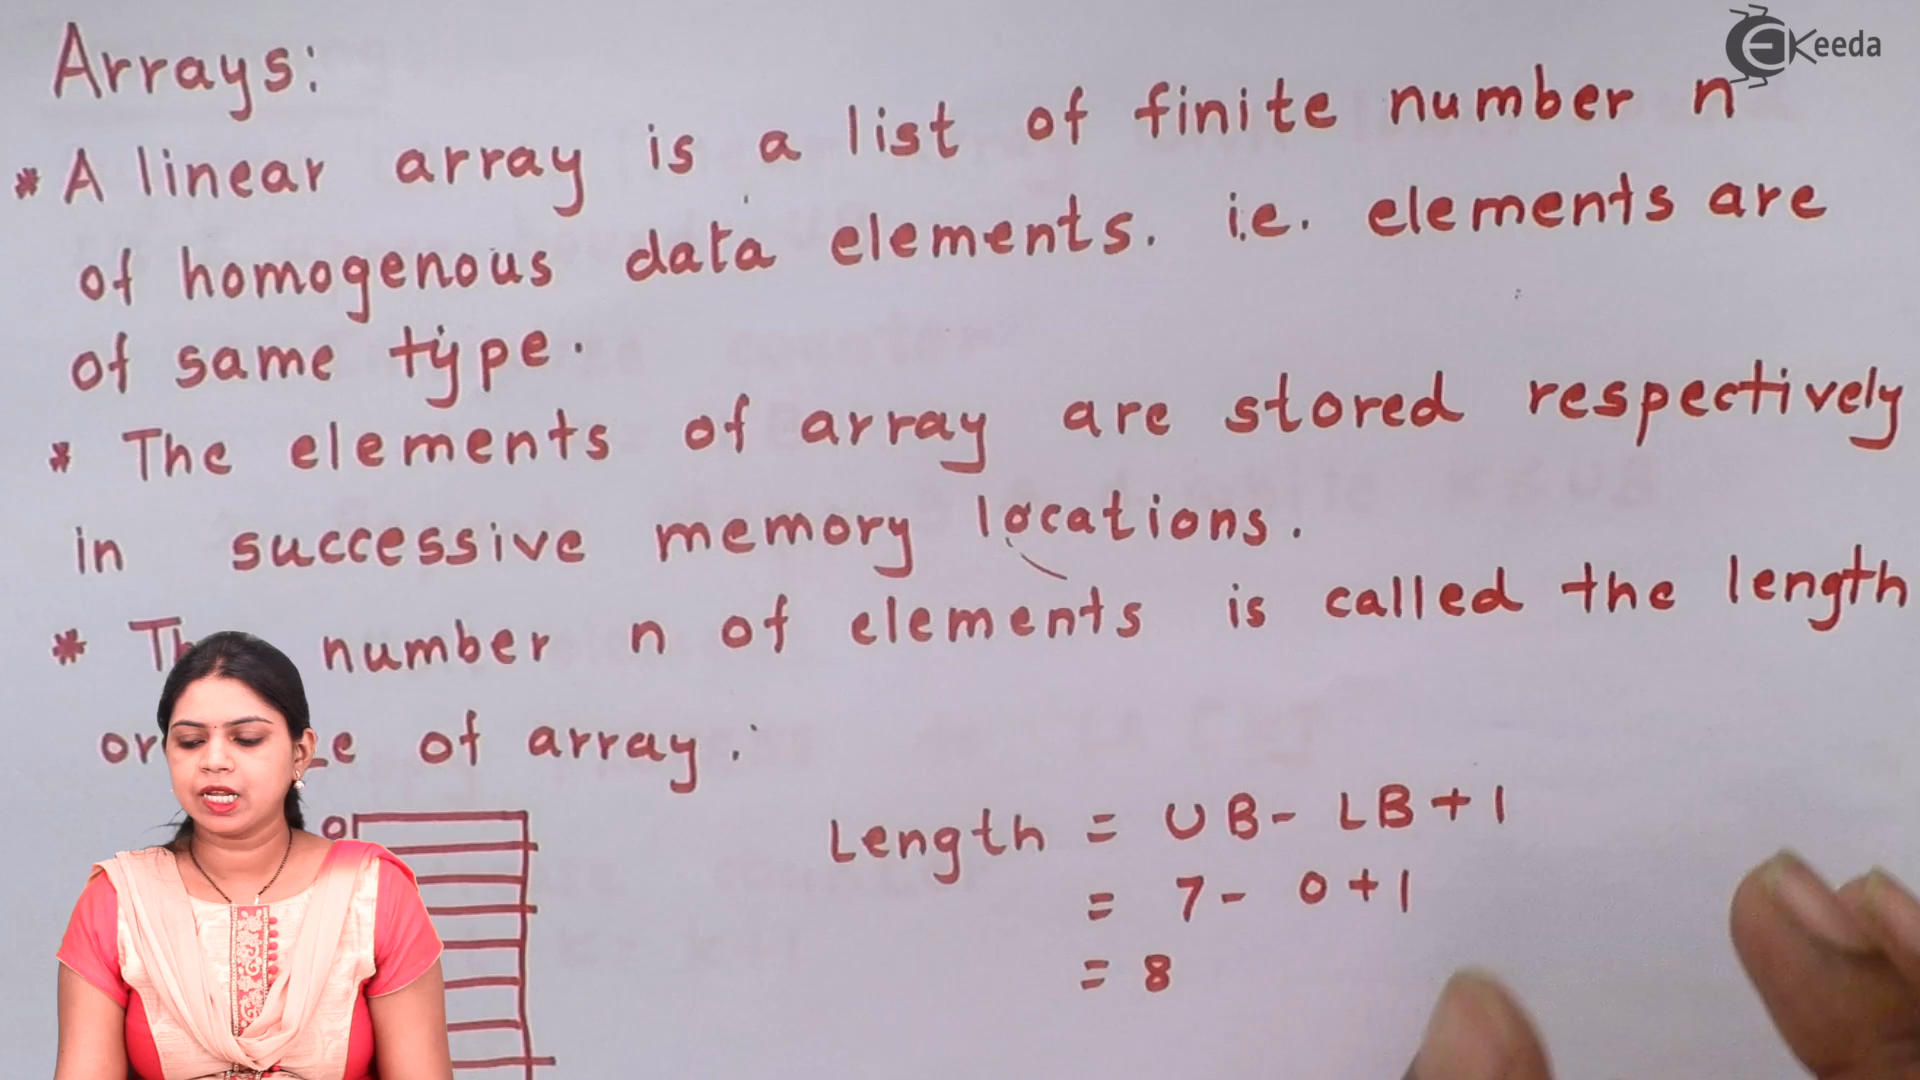 Arrays:
Keeda
* A linear array is a list of finite number n
of homogenous data elements. i.e. elements are
of same type.
* The elements of array are stored respectively
in successive memory locations.
* number n of elements is called the length
or of array.
0
Length = UB - LB + 1
= 7 - 0 + 1
= 8